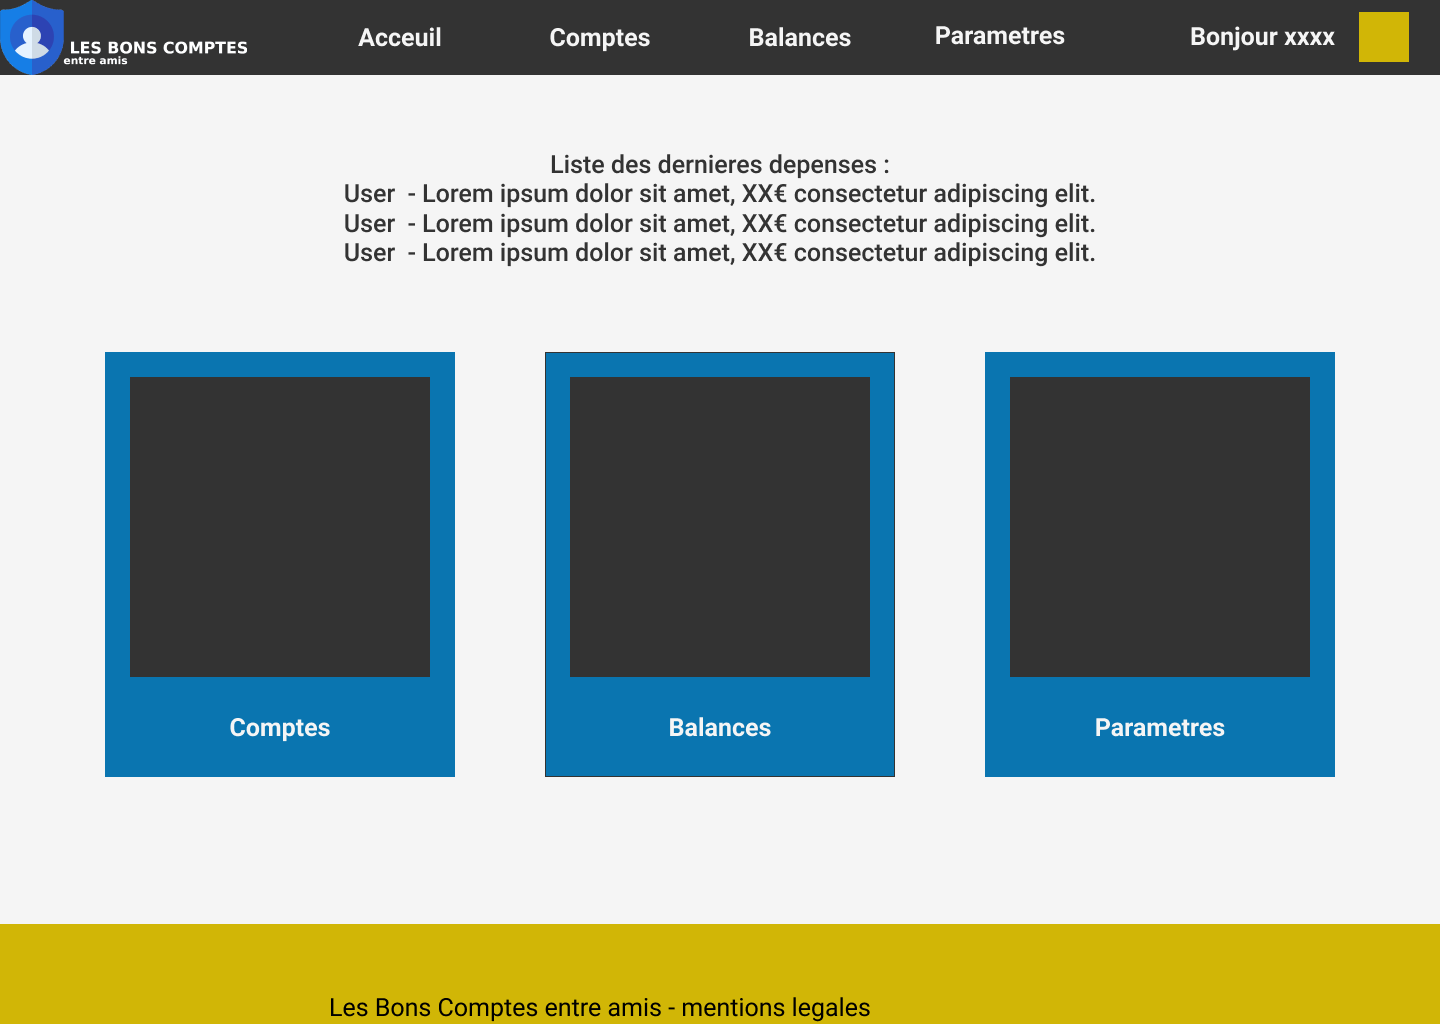 LES BONS COMPTES
entre amis
Acceuil
Comptes
Balances
Parametres
Bonjour xxxx
Liste des dernieres depenses :
User  - Lorem ipsum dolor sit amet, XX€ consectetur adipiscing elit.
User  - Lorem ipsum dolor sit amet, XX€ consectetur adipiscing elit.
User  - Lorem ipsum dolor sit amet, XX€ consectetur adipiscing elit.
Comptes
Balances
Parametres
Les Bons Comptes entre amis - mentions legales